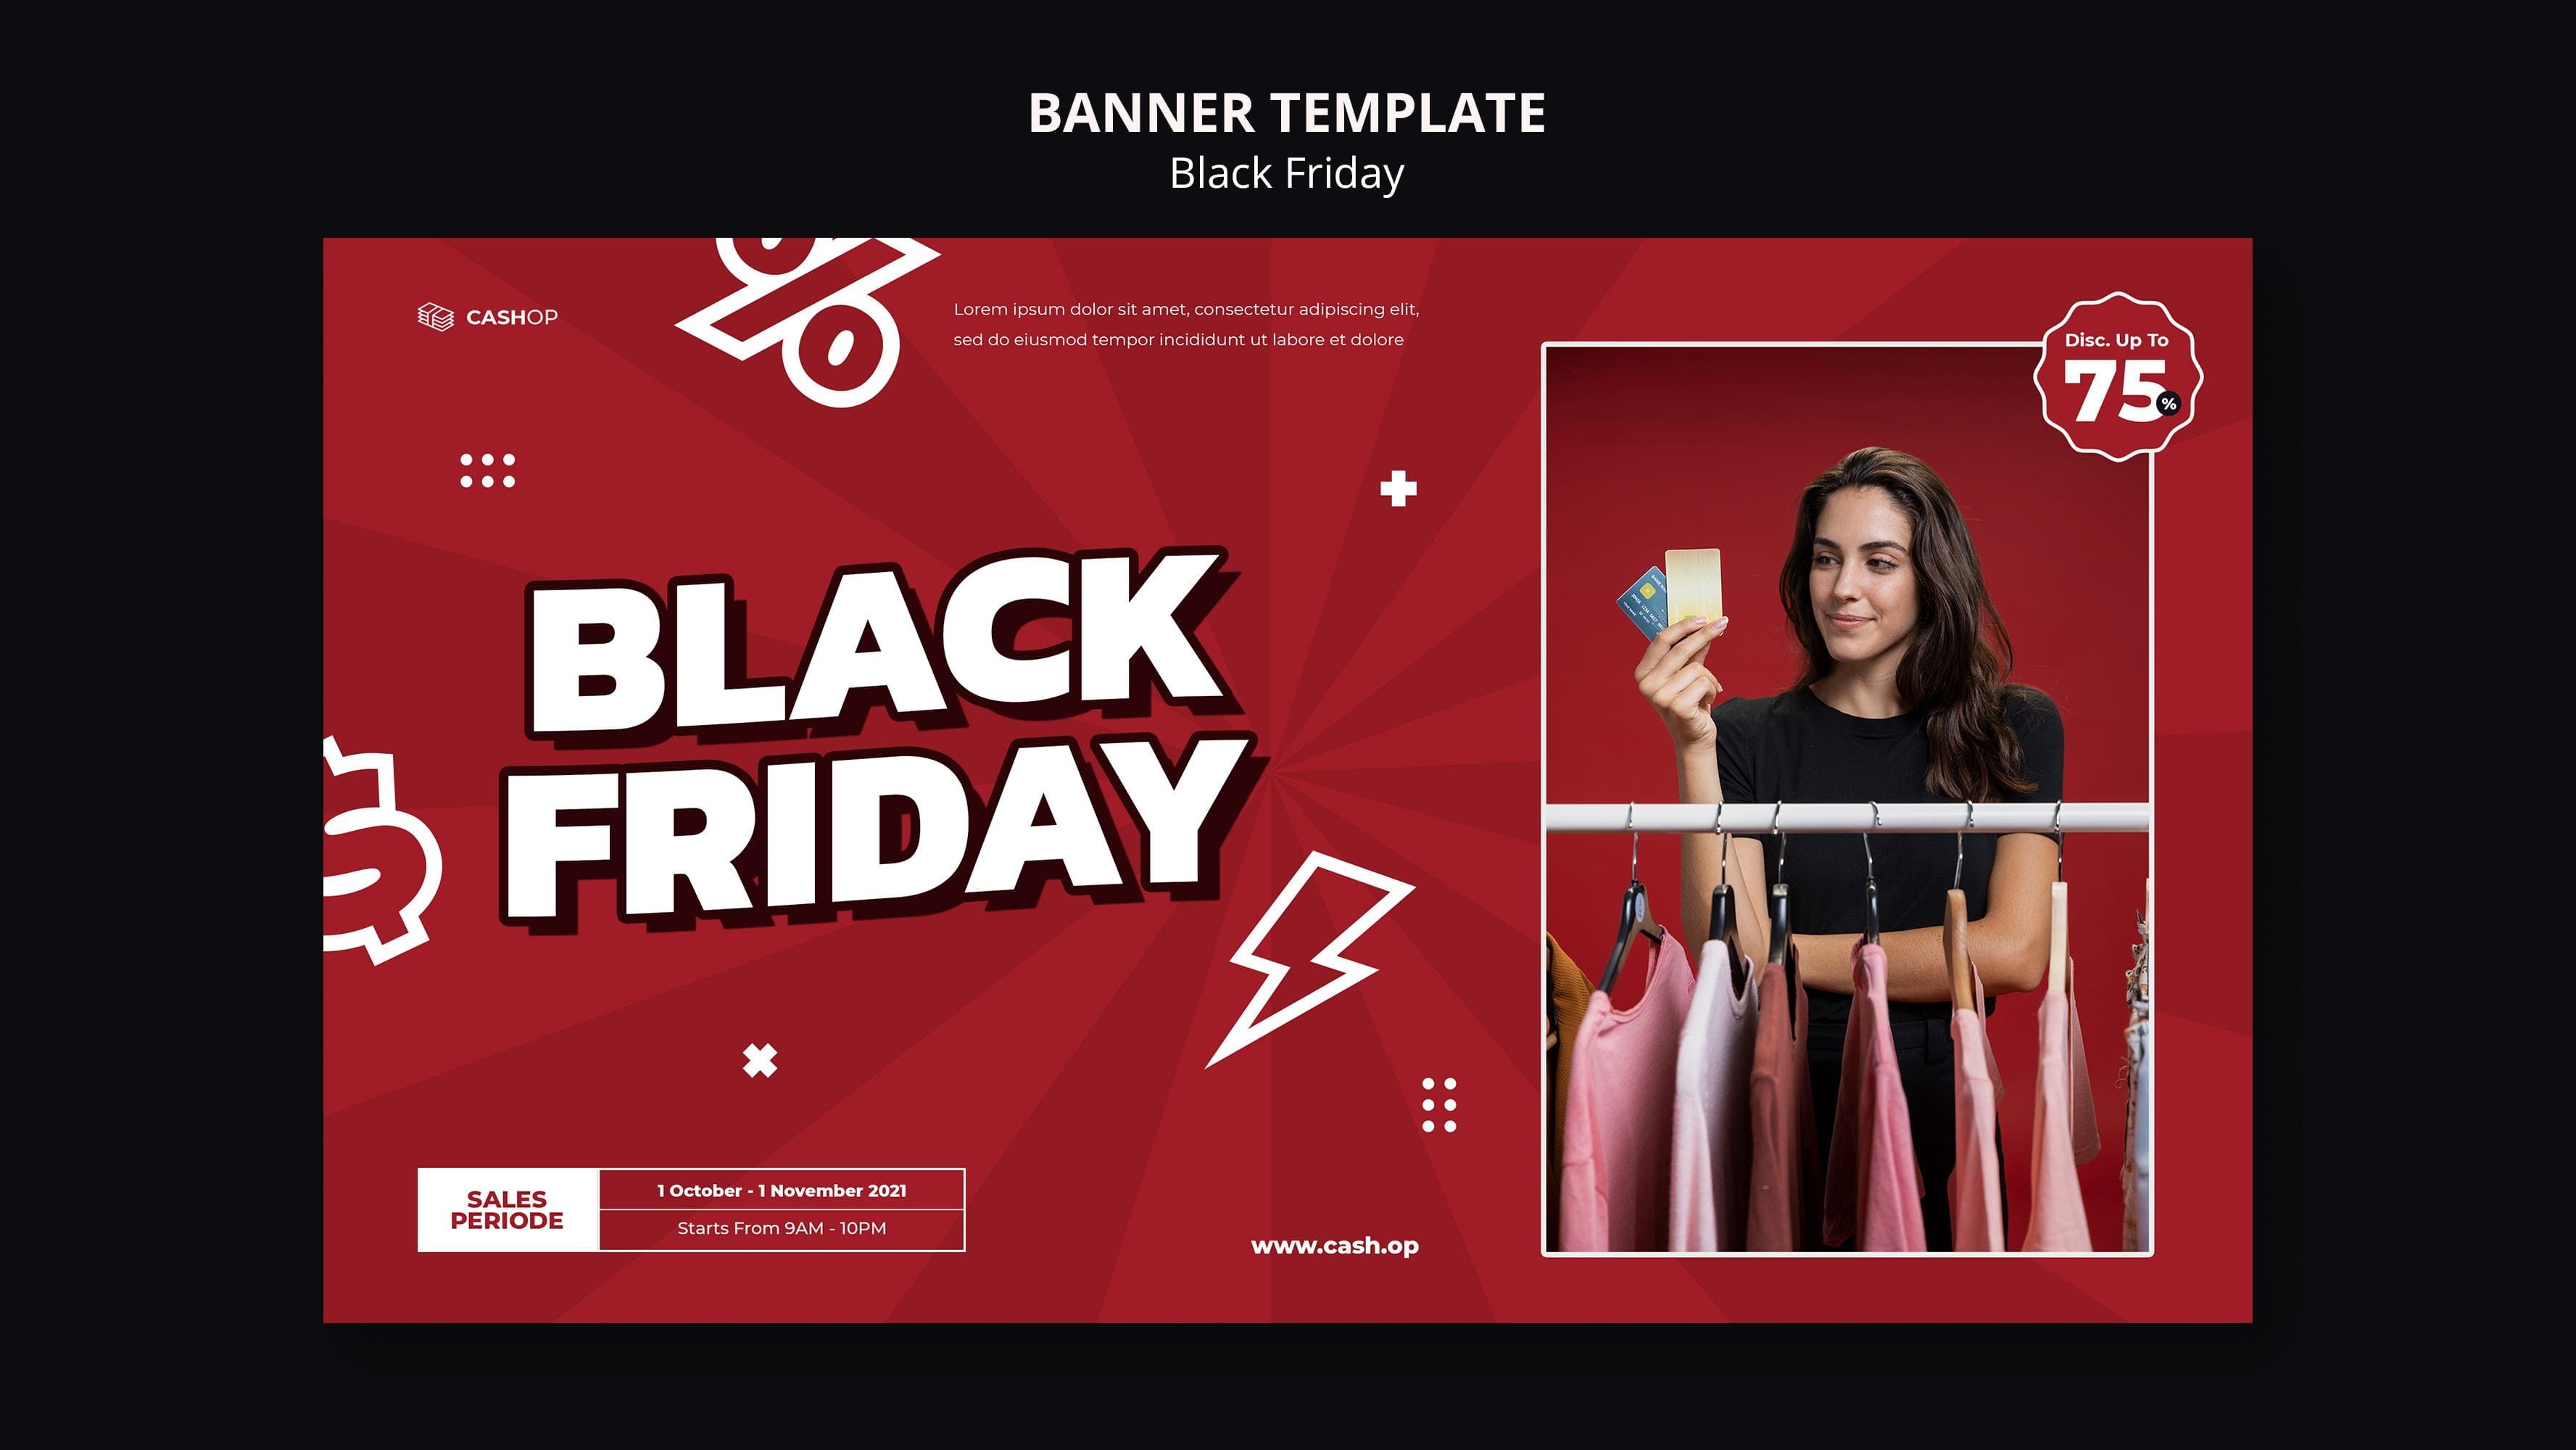 BANNER TEMPLATE
Black Friday
CASHOP
Lorem ipsum dolor sit amet, consectetur adipiscing elit,
sed do eiusmod tempor incididunt ut labore et dolore
Disc. Up To
75%
BLACK
FRIDAY
SALES
PERIODE
1 October - 1 November 2021
Starts From 9AM - 10PM
www.cash.op